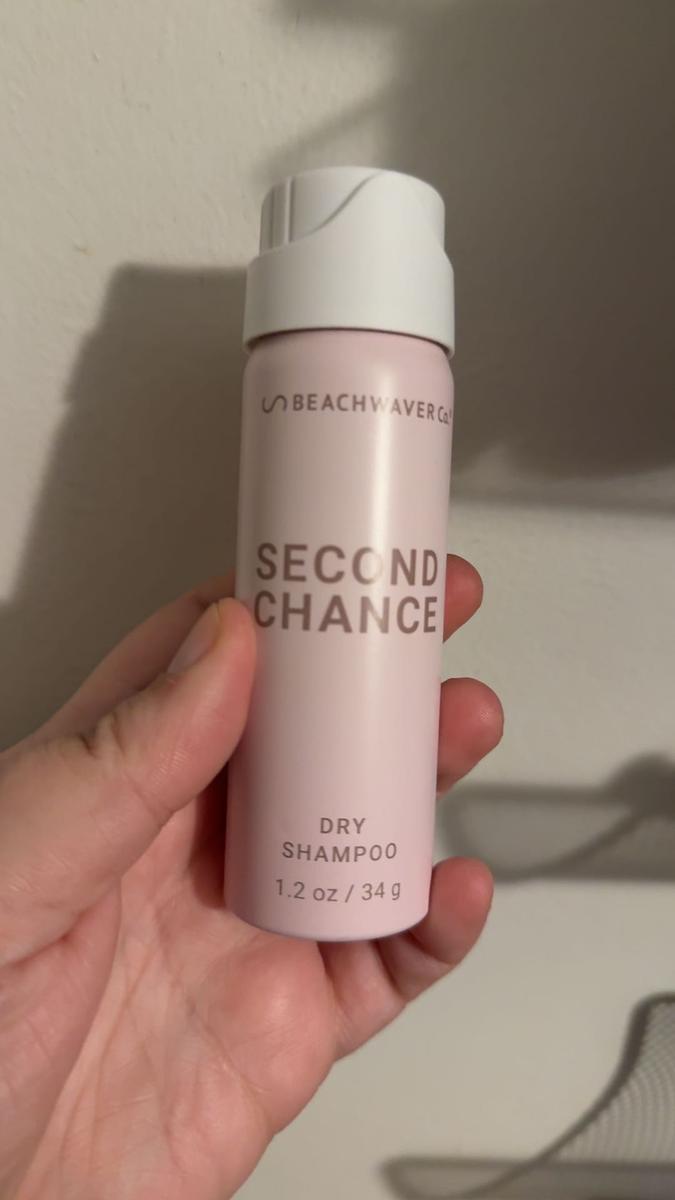 BEACHWAVER Co.®
SECOND
CHANCE
DRY
SHAMPOO
1.2 oz / 34 g